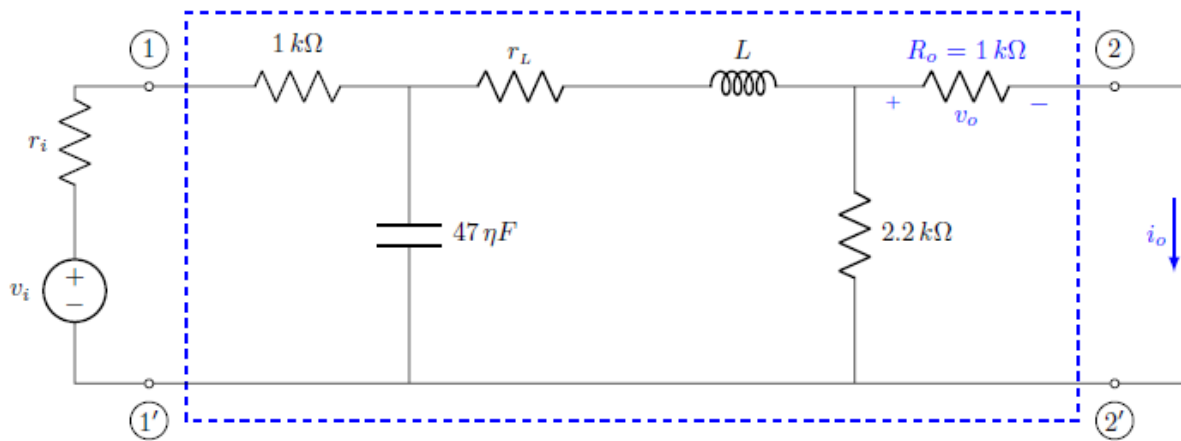 1
1 kΩ
r_L
L
R_o = 1 kΩ
2
+
v_o
−
r_i
47 ηF
2.2 kΩ
i_o
v_i
+
−
1′
2′